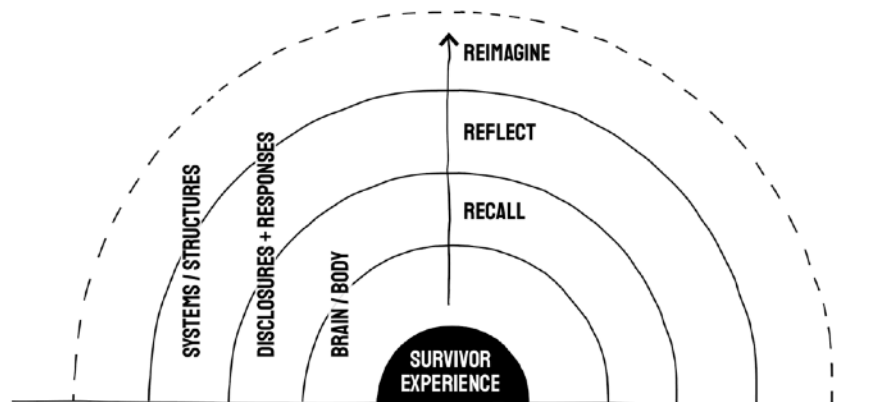 REIMAGINE
REFLECT
RECALL
SYSTEMS / STRUCTURES
DISCLOSURES + RESPONSES
BRAIN / BODY
SURVIVOR
EXPERIENCE